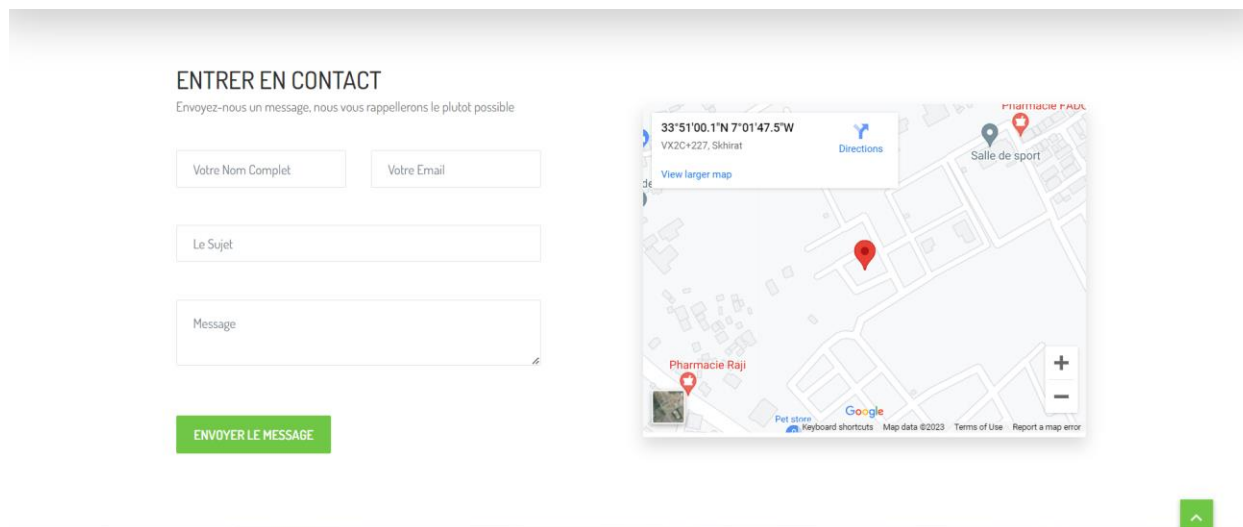 ENTRER EN CONTACT
Envoyez-nous un message, nous vous rappellerons le plutot possible
Votre Nom Complet
Votre Email
Le Sujet
Message
ENVOYER LE MESSAGE
33°51'00.1"N 7°01'47.5"W
VX2C+227, Skhirat
Directions
View larger map
Pharmacie
Salle de sport
Pharmacie Raji
Pet store
Google
Keyboard shortcuts Map data ©2023 Terms of Use Report a map error